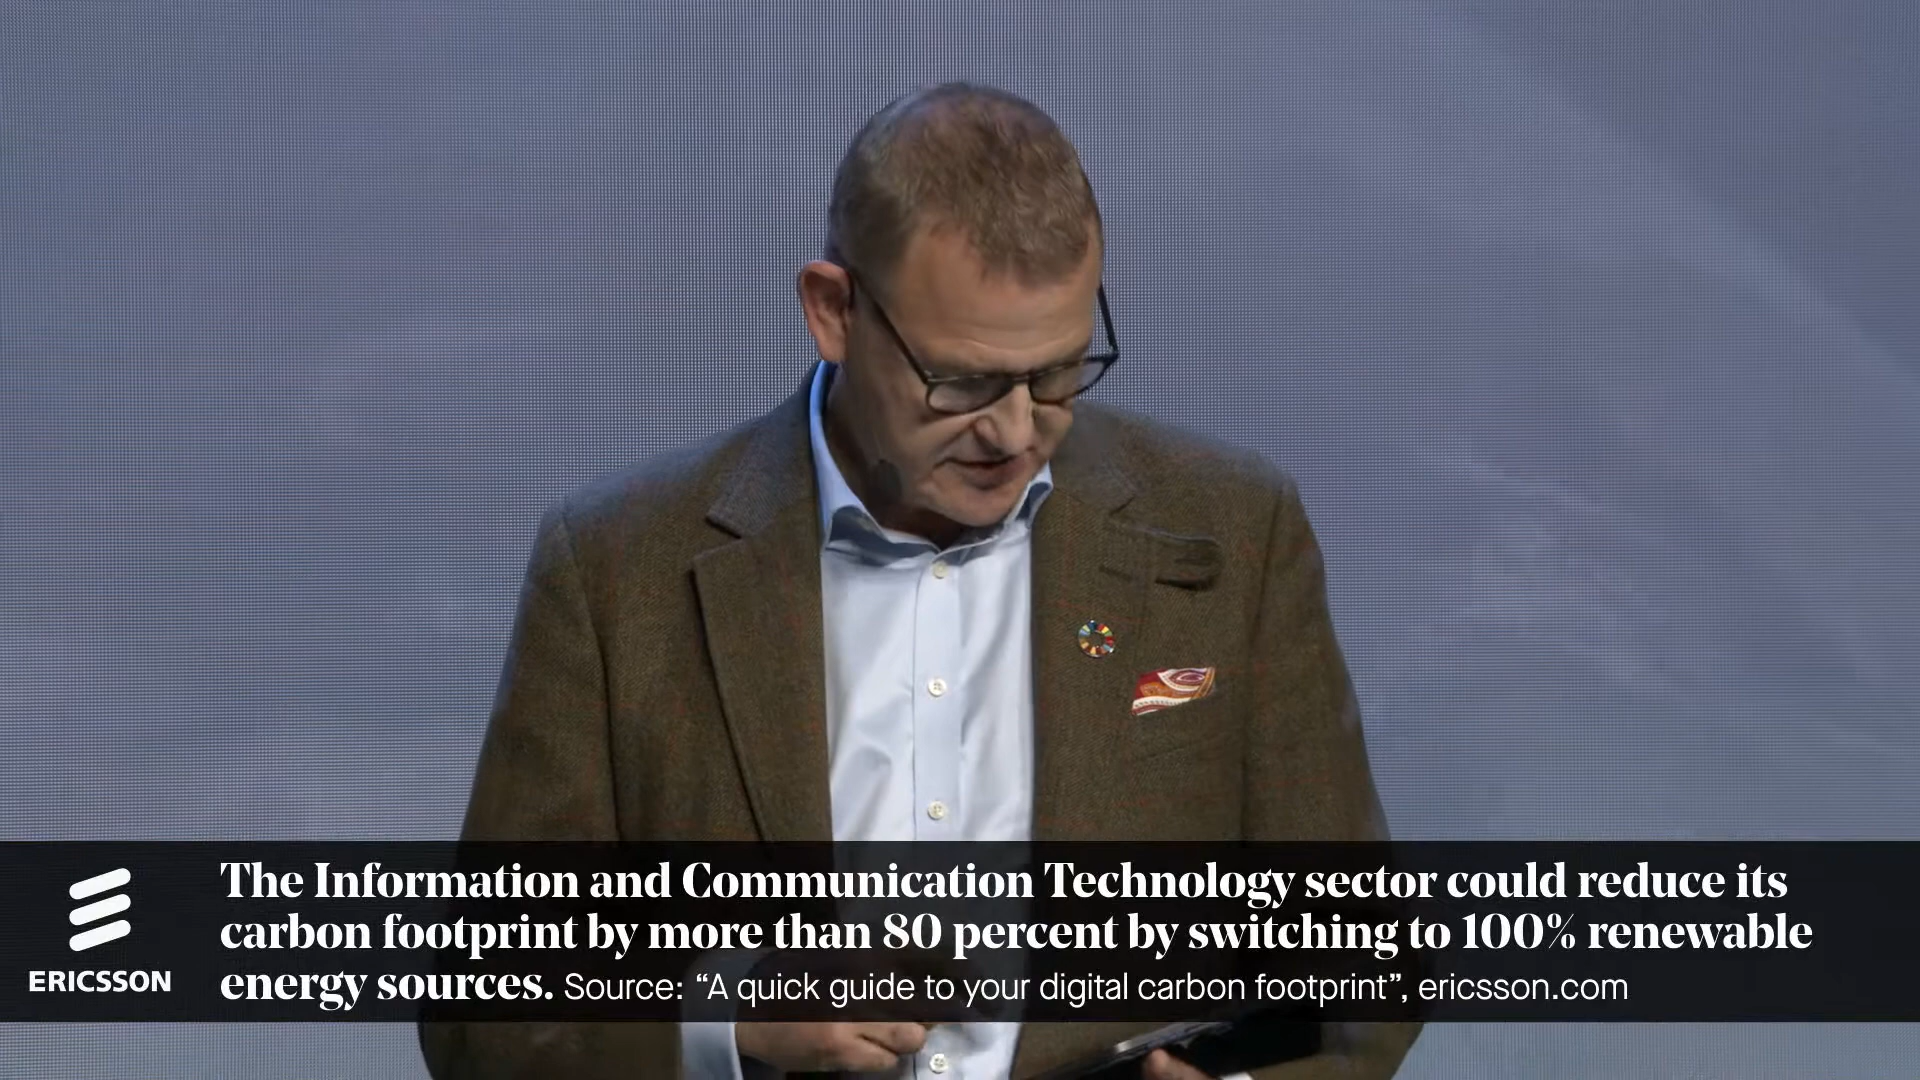 The Information and Communication Technology sector could reduce its
carbon footprint by more than 80 percent by switching to 100% renewable
energy sources. Source: “A quick guide to your digital carbon footprint”, ericsson.com
ERICSSON